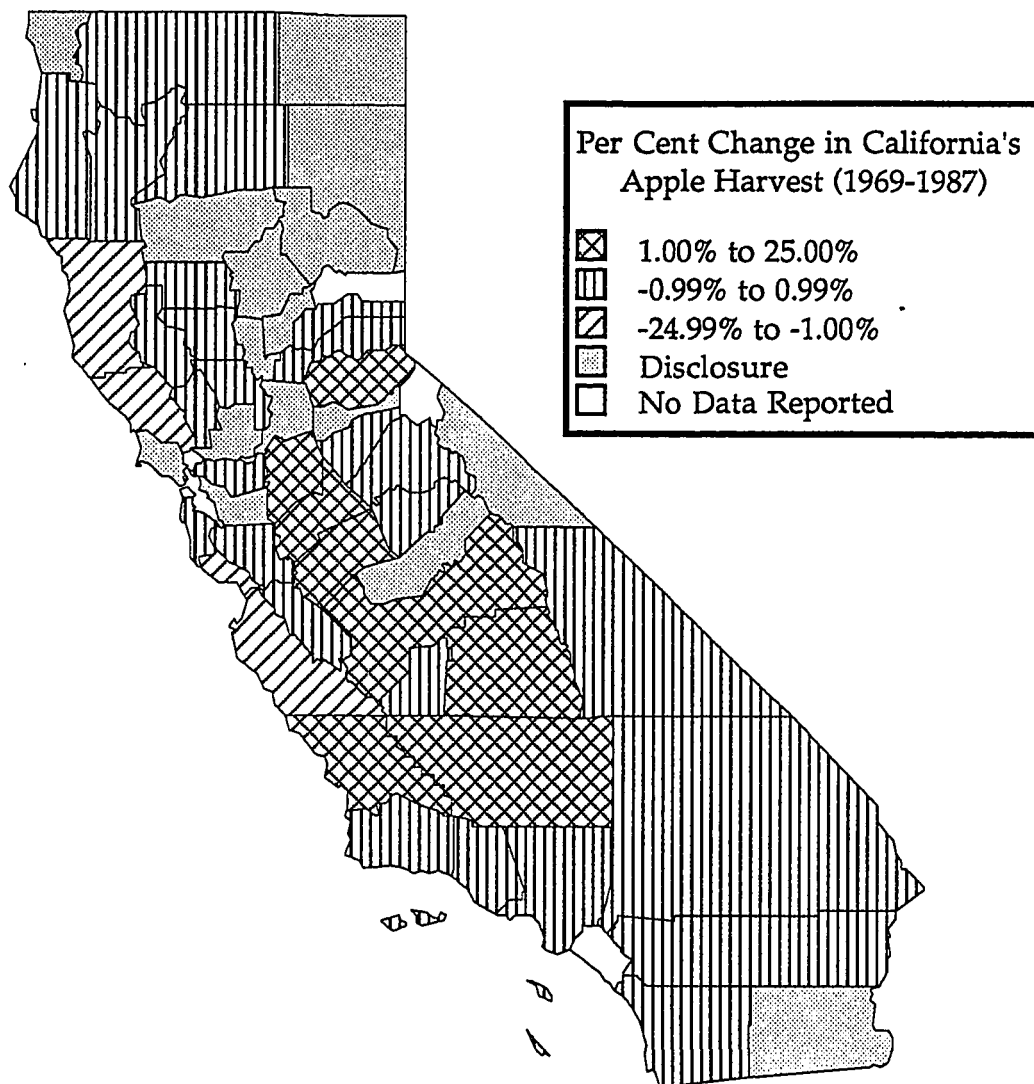 Per Cent Change in California's
Apple Harvest (1969-1987)
1.00% to 25.00%
-0.99% to 0.99%
-24.99% to -1.00%
Disclosure
No Data Reported